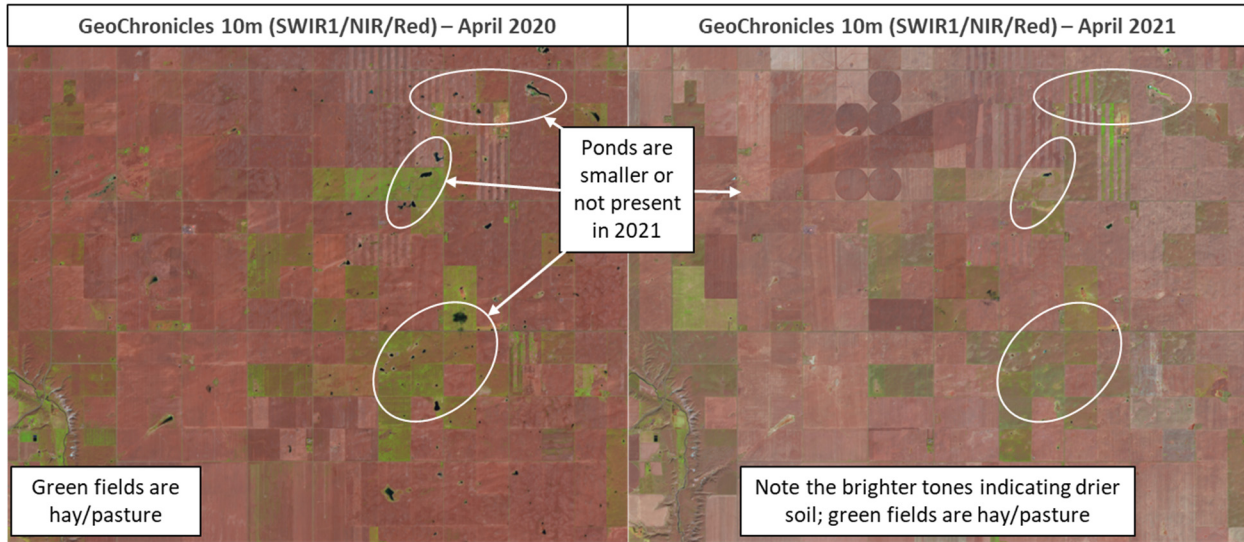 GeoChronicles 10m (SWIR1/NIR/Red) – April 2020
GeoChronicles 10m (SWIR1/NIR/Red) – April 2021
Ponds are
smaller or
not present
in 2021
Green fields are
hay/pasture
Note the brighter tones indicating drier
soil; green fields are hay/pasture